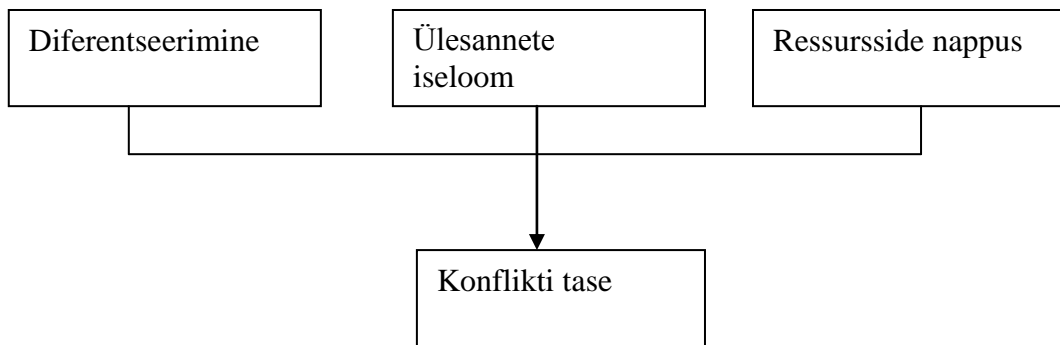 Diferentseerimine
Ülesannete
iseloom
Ressursside nappus
Konflikti tase